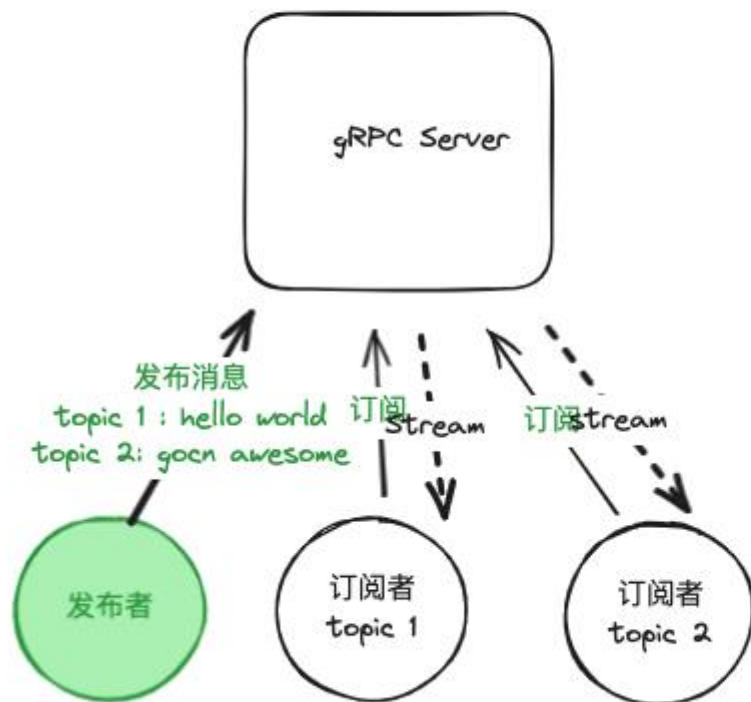 gRPC Server
发布消息
topic 1 : hello world
topic 2: gocn awesome
订阅
Stream
订阅
stream
发布者
订阅者
topic 1
订阅者
topic 2